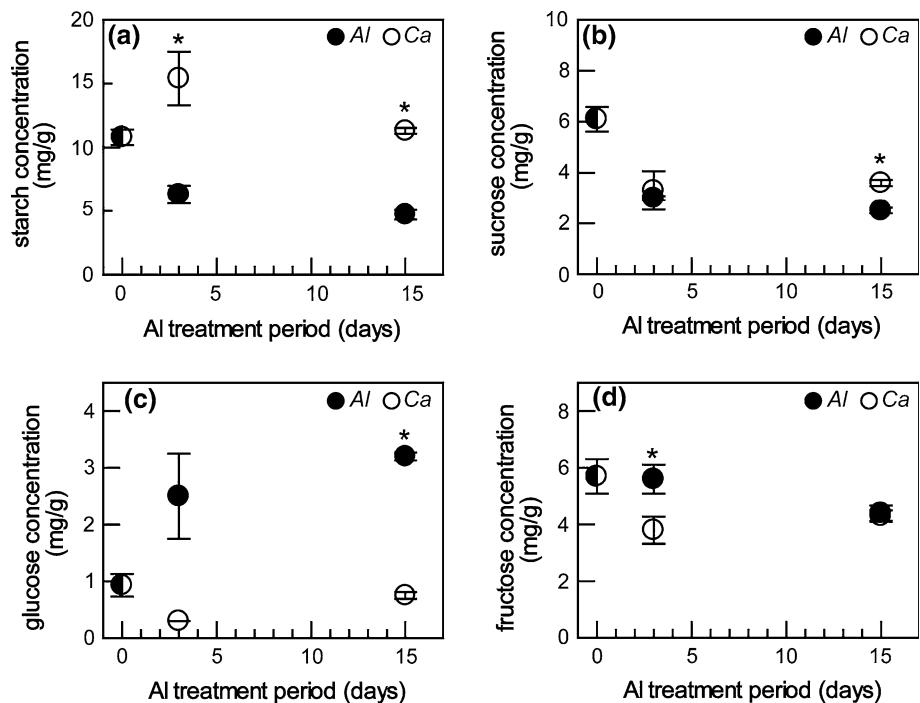 (a)
Al Ca
*
*
20
15
10
5
0
0 5 10 15
starch concentration
(mg/g)
Al treatment period (days)
(b)
Al Ca
*
10
8
6
4
2
0
0 5 10 15
sucrose concentration
(mg/g)
Al treatment period (days)
(c)
Al Ca
*
4
3
2
1
0
0 5 10 15
glucose concentration
(mg/g)
Al treatment period (days)
(d)
Al Ca
*
8
6
4
2
0
0 5 10 15
fructose concentration
(mg/g)
Al treatment period (days)